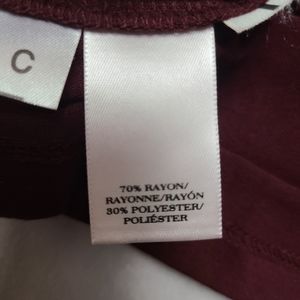 C
70% RAYON/
RAYONNE/RAYÓN
30% POLYESTER/
POLIÉSTER